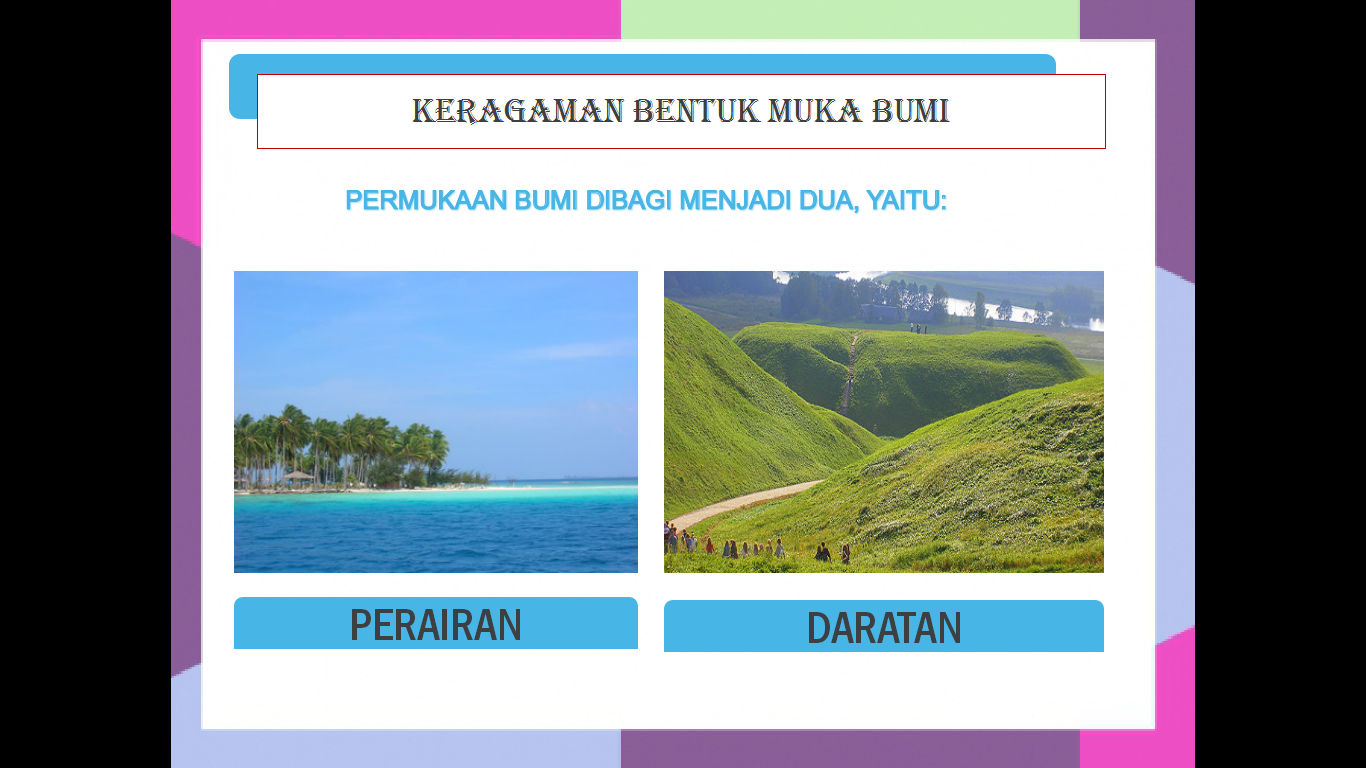 KERAGAMAN BENTUK MUKA BUMI
PERMUKAAN BUMI DIBAGI MENJADI DUA, YAITU:
PERAIRAN
DARATAN